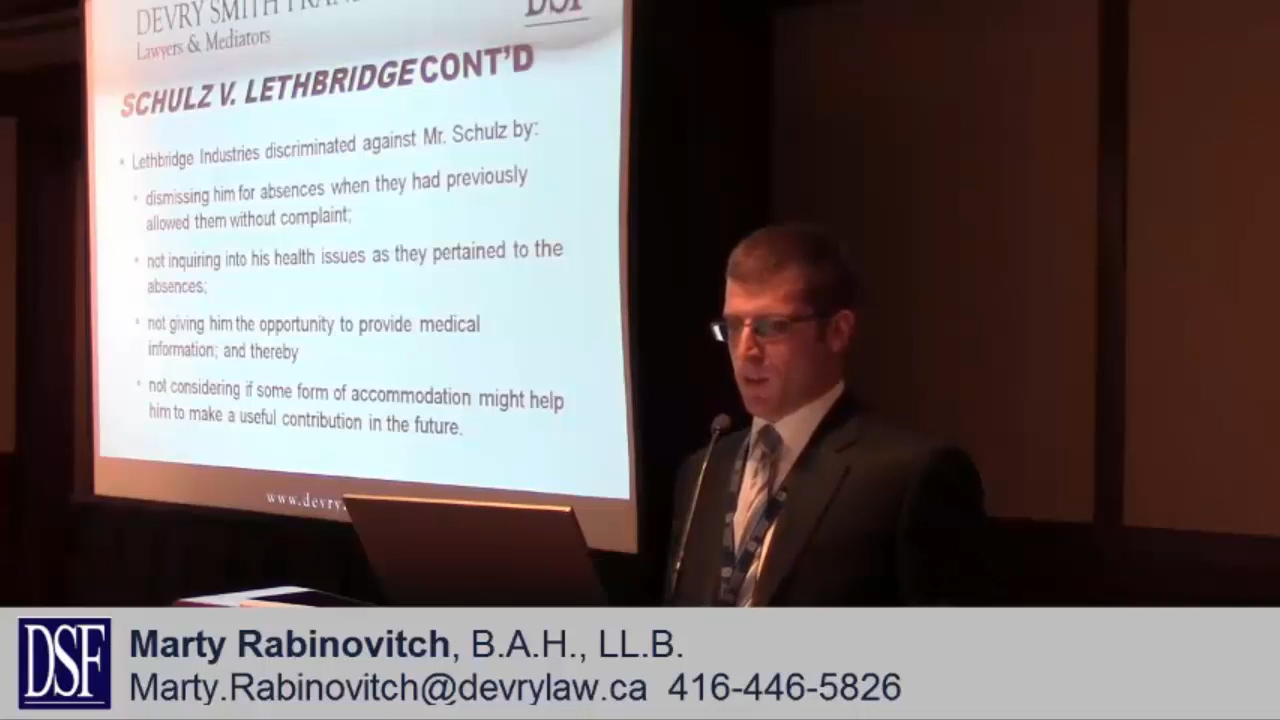 DEVRY SMITH
Lawyers & Mediators
DSF
SCHULZ V. LETHBRIDGE CONT'D
• Lethbridge Industries discriminated against Mr. Schulz by:
• dismissing him for absences when they had previously
allowed them without complaint;
• not inquiring into his health issues as they pertained to the
absences;
• not giving him the opportunity to provide medical
information; and thereby
• not considering if some form of accommodation might help
him to make a useful contribution in the future.
www.devry.
DSF
Marty Rabinovitch, B.A.H., LL.B.
Marty.Rabinovitch@devrylaw.ca 416-446-5826